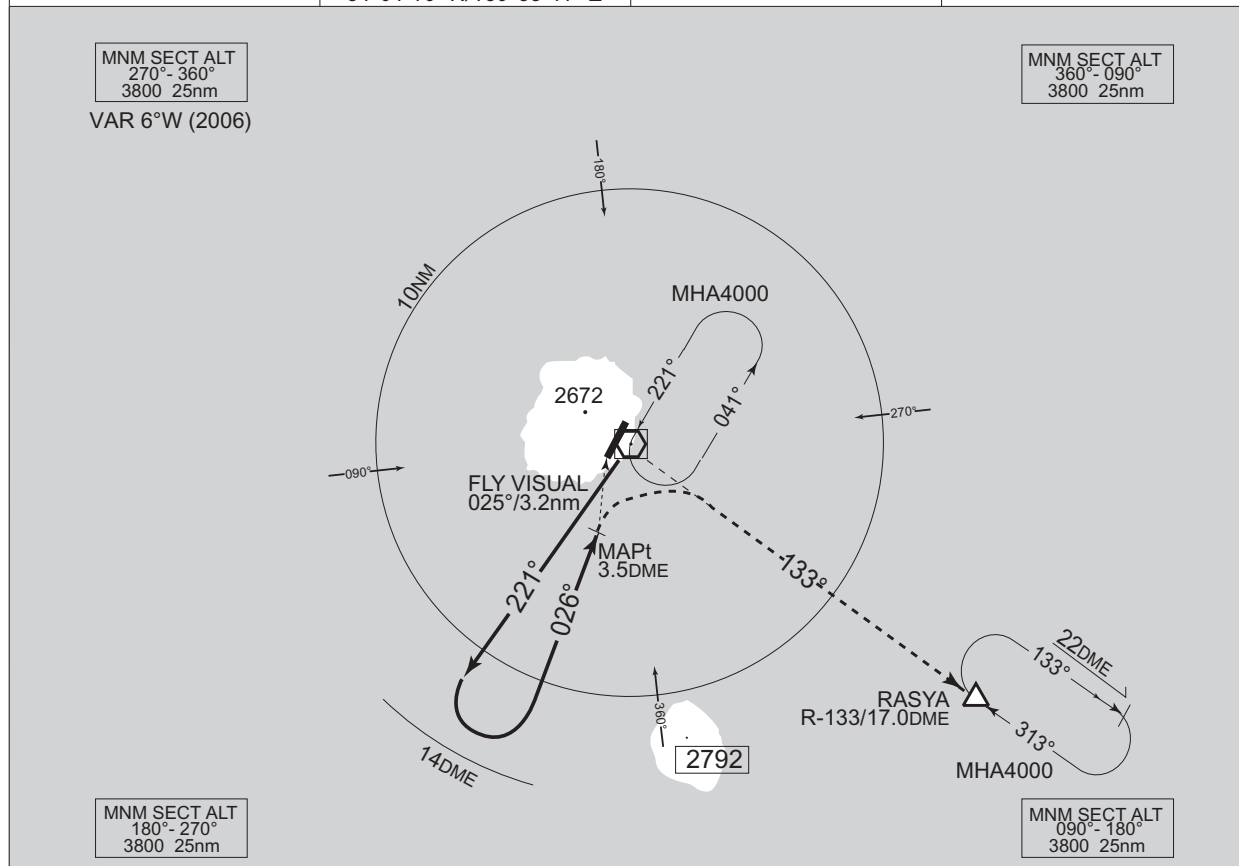 MNM SECT ALT
270°- 360°
3800 25nm
VAR 6°W (2006)
MNM SECT ALT
360°- 090°
3800 25nm
180°
10NM
MHA4000
2672
221°
041°
270°
090°
FLY VISUAL
025°/3.2nm
MAPt
3.5DME
221°
026°
133°
14DME
360°
2792
RASYA
R-133/17.0DME
22DME
133°
313°
MHA4000
MNM SECT ALT
180°- 270°
3800 25nm
MNM SECT ALT
090°- 180°
3800 25nm